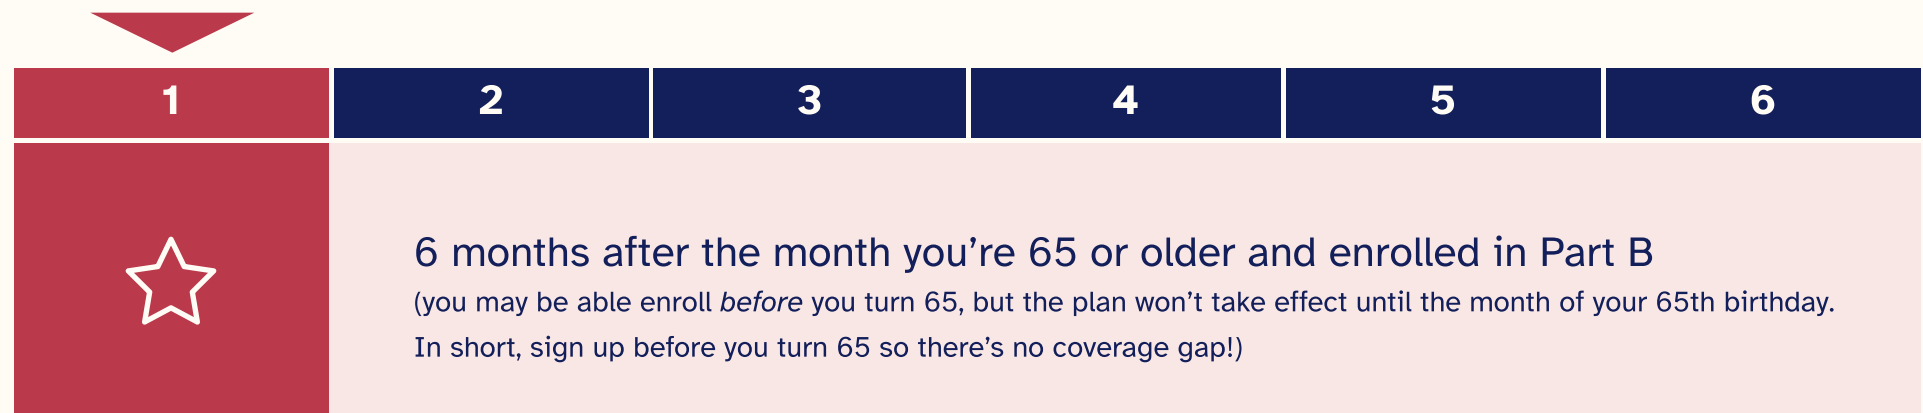 1 2 3 4 5 6
6 months after the month you're 65 or older and enrolled in Part B
(you may be able enroll before you turn 65, but the plan won't take effect until the month of your 65th birthday.
In short, sign up before you turn 65 so there's no coverage gap!)